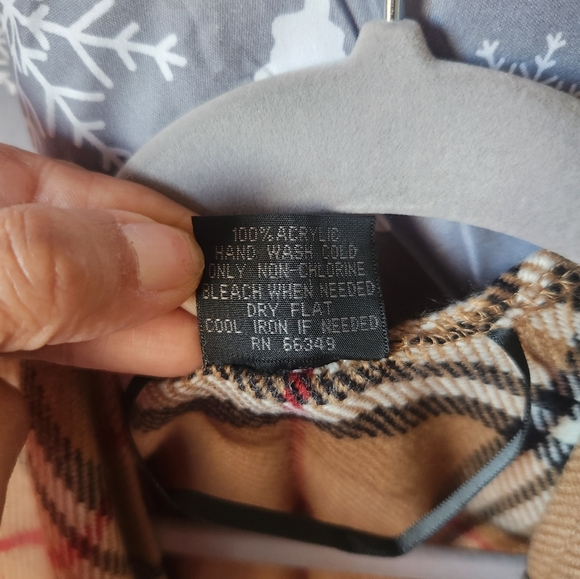 100% ACRYLIC
HAND WASH COLD
ONLY NON-CHLORINE
BLEACH WHEN NEEDED
DRY FLAT
COOL IRON IF NEEDED
RN 66349